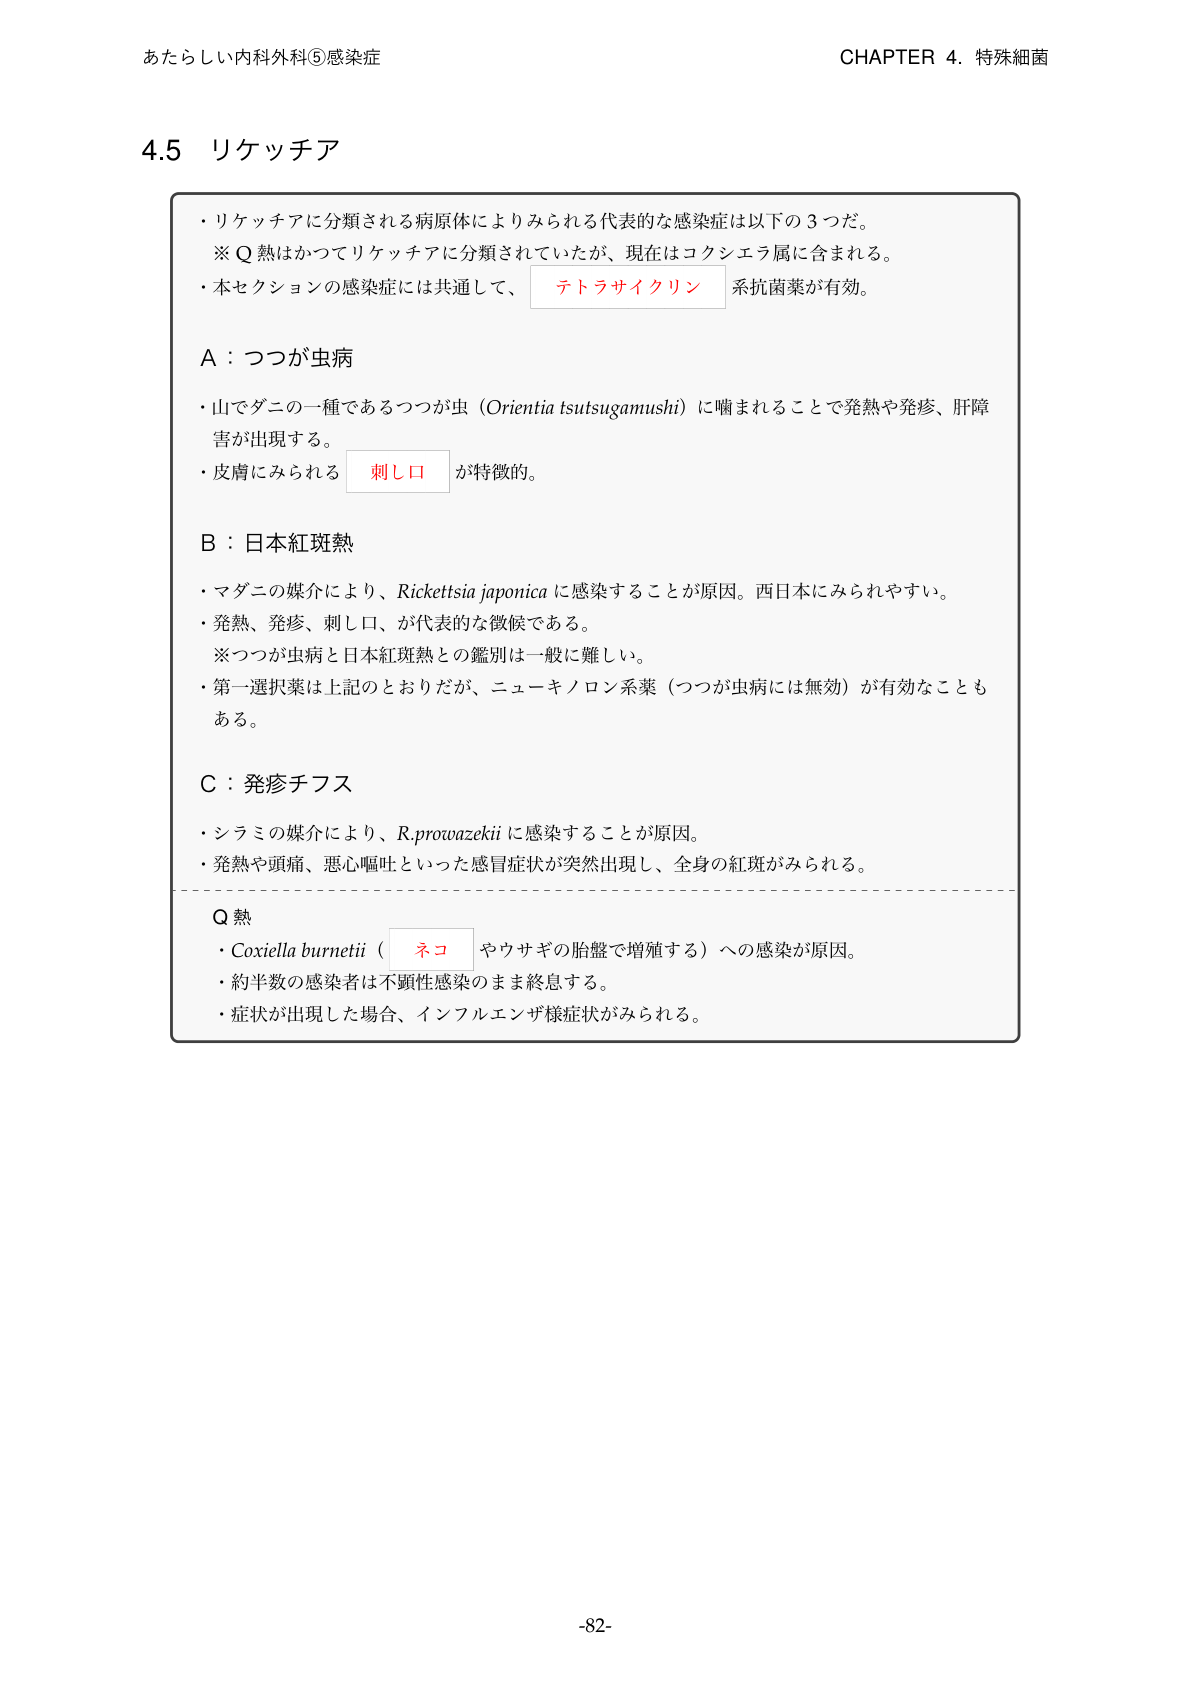 あたらしい内科外科⑤感染症
CHAPTER 4. 特殊細菌
4.5 リケッチア
・リケッチアに分類される病原体によりみられる代表的な感染症は以下の 3 つだ。
※ Q 熱はかつてリケッチアに分類されていたが、現在はコクシエラ属に含まれる。
・本セクションの感染症には共通して、 テトラサイクリン 系抗菌薬が有効。
A：つつが虫病
・山でダニの一種であるつつが虫（Orientia tsutsugamushi）に噛まれることで発熱や発疹、肝障
害が出現する。
・皮膚にみられる 刺し口 が特徴的。
B：日本紅斑熱
・マダニの媒介により、Rickettsia japonica に感染することが原因。西日本にみられやすい。
・発熱、発疹、刺し口、が代表的な徴候である。
※つつが虫病と日本紅斑熱との鑑別は一般に難しい。
・第一選択薬は上記のとおりだが、ニューキノロン系薬（つつが虫病には無効）が有効なことも
ある。
C：発疹チフス
・シラミの媒介により、R.prowazekii に感染することが原因。
・発熱や頭痛、悪心嘔吐といった感冒症状が突然出現し、全身の紅斑がみられる。
Q 熱
・Coxiella burnetii（ ネコ やウサギの胎盤で増殖する）への感染が原因。
・約半数の感染者は不顕性感染のまま終息する。
・症状が出現した場合、インフルエンザ様症状がみられる。
-82-